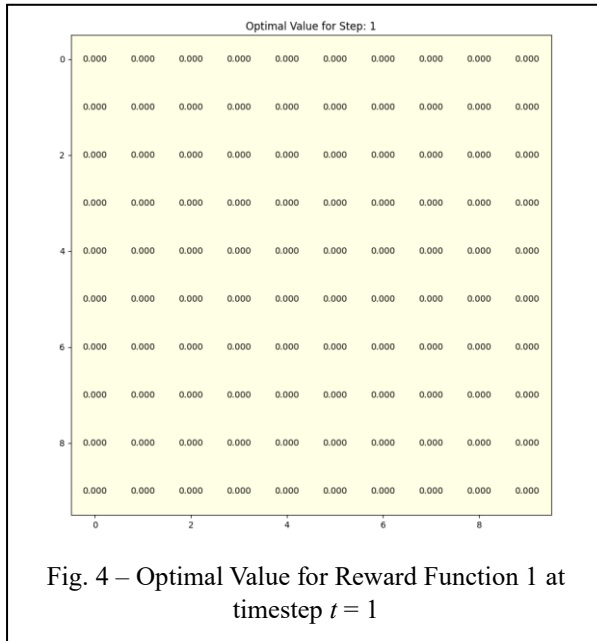 Optimal Value for Step: 1
0 0.000 0.000 0.000 0.000 0.000 0.000 0.000 0.000 0.000 0.000
0.000 0.000 0.000 0.000 0.000 0.000 0.000 0.000 0.000 0.000
2 0.000 0.000 0.000 0.000 0.000 0.000 0.000 0.000 0.000 0.000
0.000 0.000 0.000 0.000 0.000 0.000 0.000 0.000 0.000 0.000
4 0.000 0.000 0.000 0.000 0.000 0.000 0.000 0.000 0.000 0.000
0.000 0.000 0.000 0.000 0.000 0.000 0.000 0.000 0.000 0.000
6 0.000 0.000 0.000 0.000 0.000 0.000 0.000 0.000 0.000 0.000
0.000 0.000 0.000 0.000 0.000 0.000 0.000 0.000 0.000 0.000
8 0.000 0.000 0.000 0.000 0.000 0.000 0.000 0.000 0.000 0.000
0.000 0.000 0.000 0.000 0.000 0.000 0.000 0.000 0.000 0.000
0 2 4 6 8
Fig. 4 – Optimal Value for Reward Function 1 at
timestep t = 1